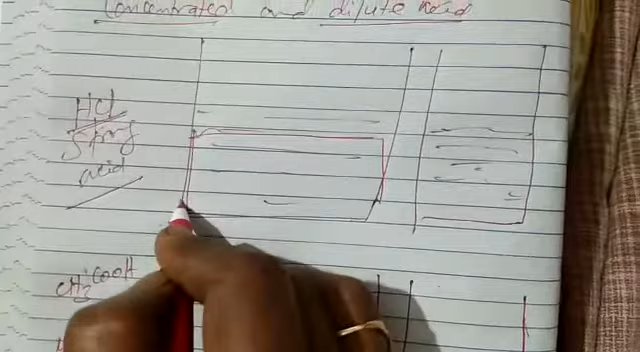 Concentrated and dilute acid
HCl
Strong
acid
CH3COOH